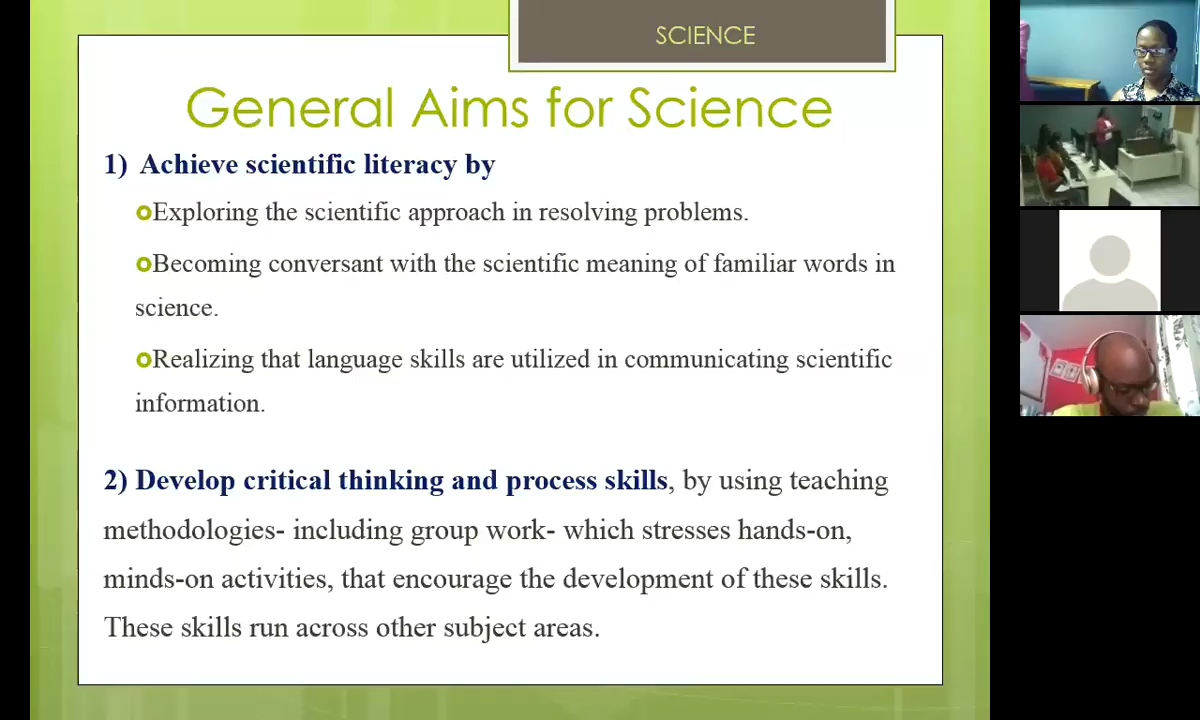 SCIENCE
General Aims for Science
1) Achieve scientific literacy by
Exploring the scientific approach in resolving problems.
Becoming conversant with the scientific meaning of familiar words in
science.
Realizing that language skills are utilized in communicating scientific
information.
2) Develop critical thinking and process skills, by using teaching
methodologies- including group work- which stresses hands-on,
minds-on activities, that encourage the development of these skills.
These skills run across other subject areas.